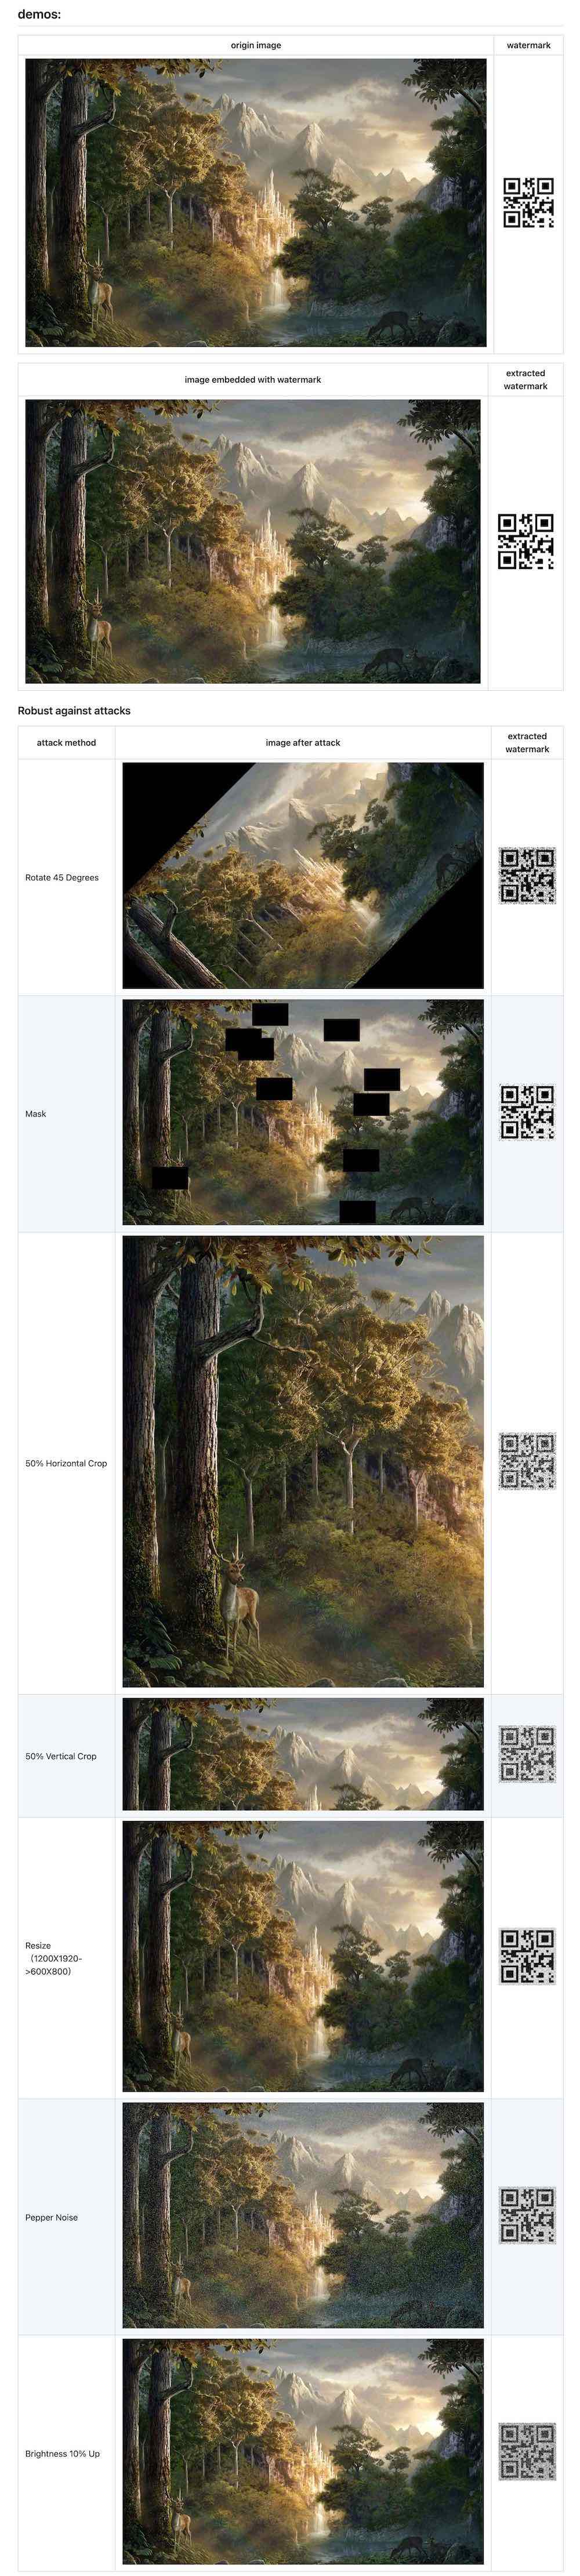 demos:
origin image
watermark
image embedded with watermark
extracted
watermark
Robust against attacks
attack method
image after attack
extracted
watermark
Rotate 45 Degrees
Mask
50% Horizontal Crop
50% Vertical Crop
Resize
（1200X1920-
>600X800）
Pepper Noise
Brightness 10% Up